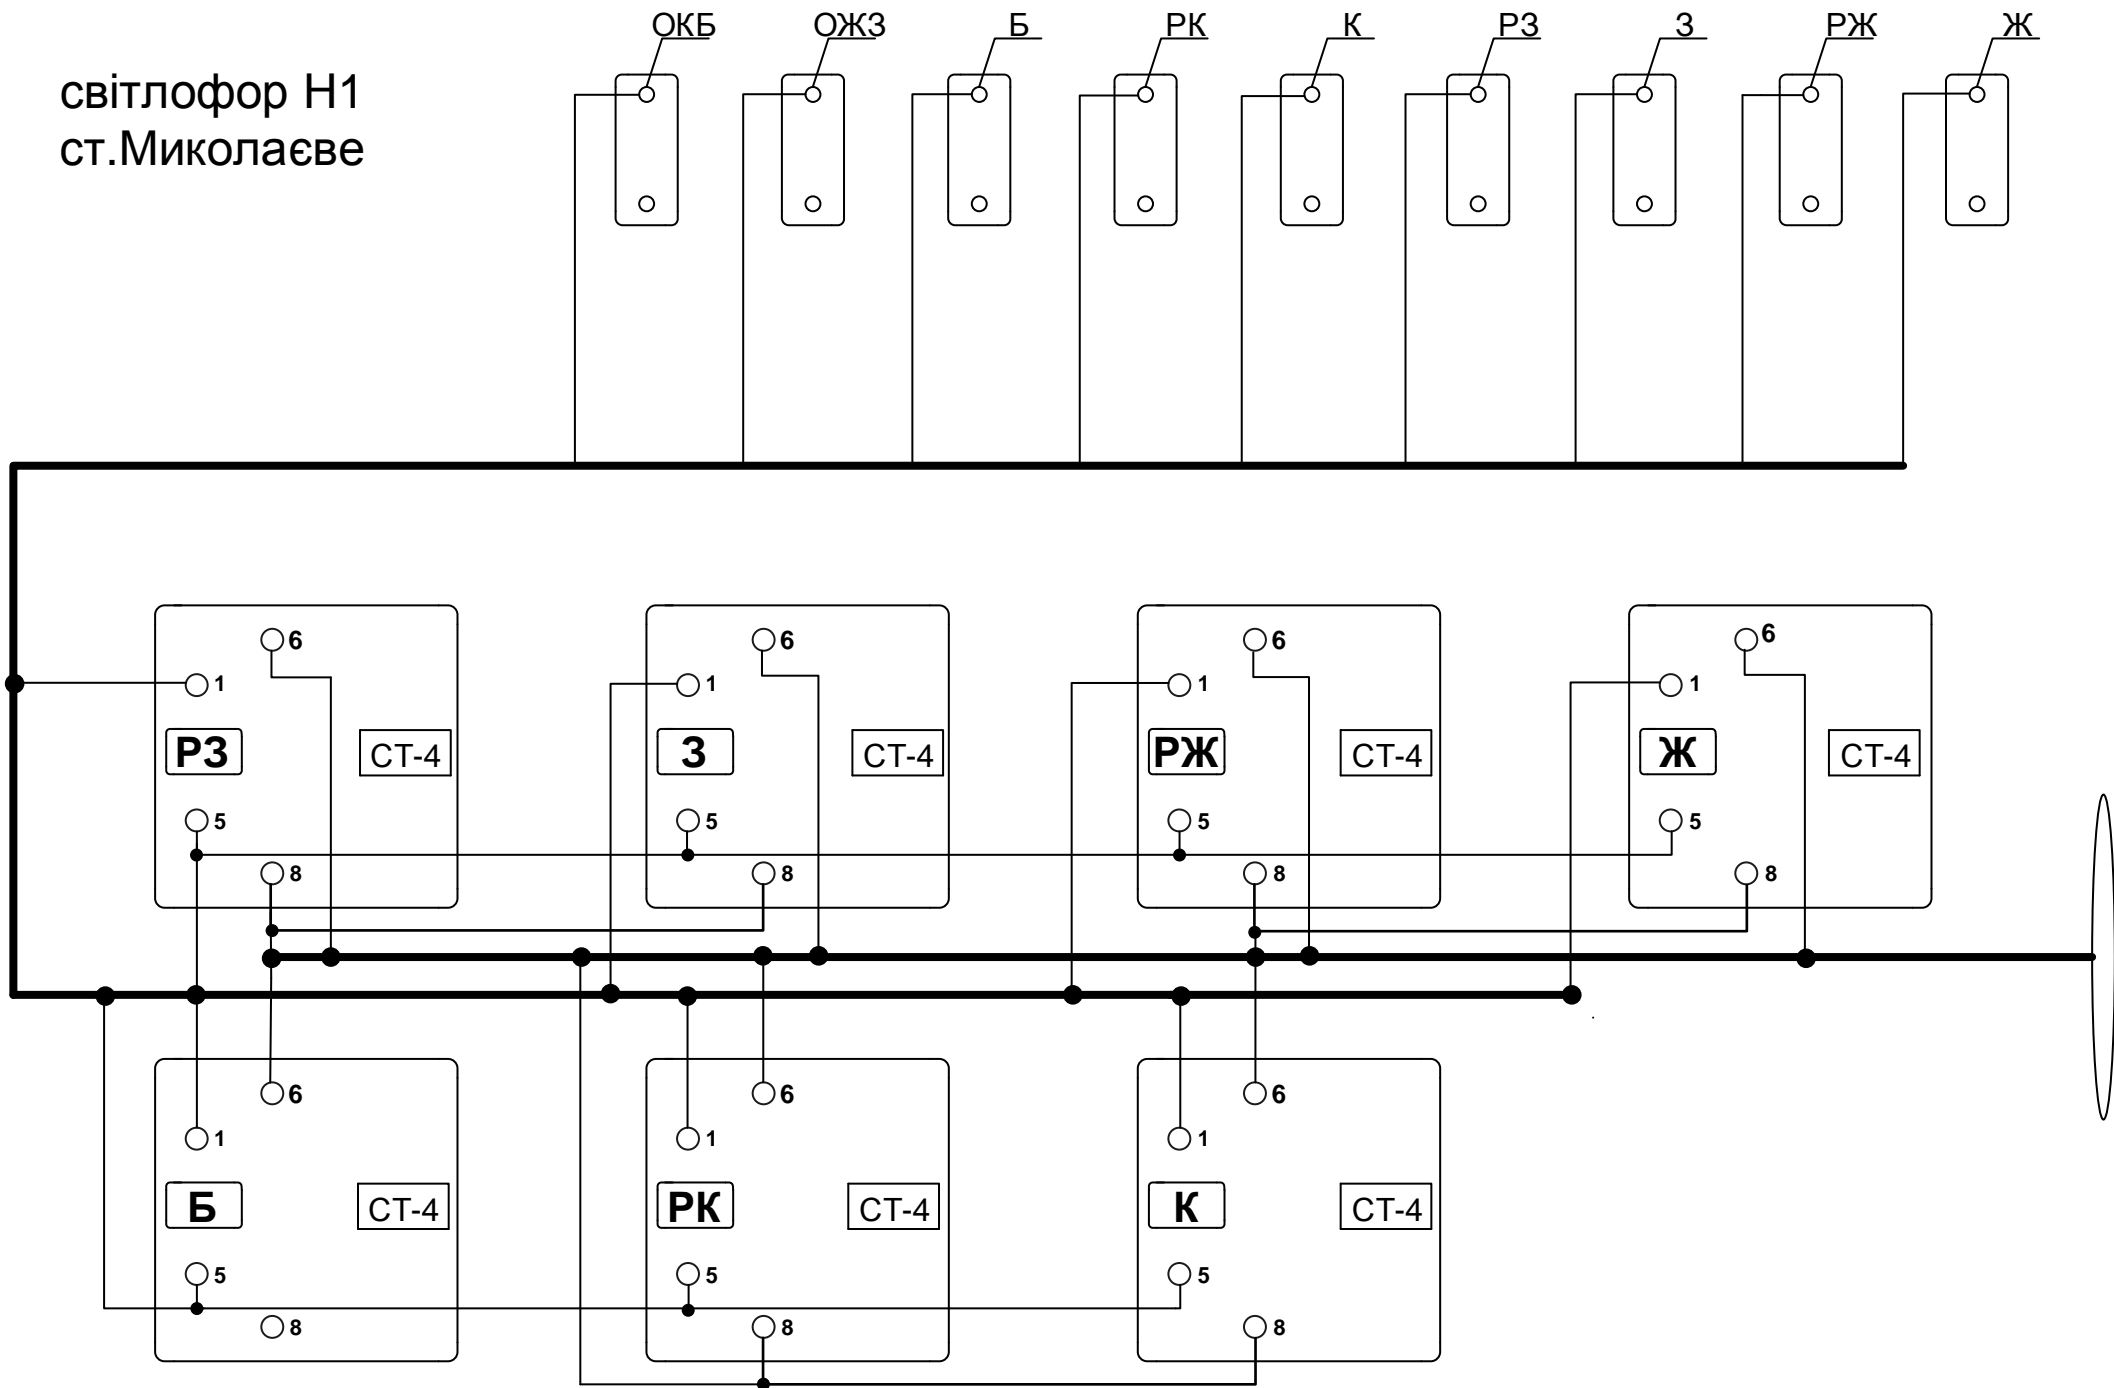 ОКБ ОЖЗ Б РК К РЗ З РЖ Ж
світлофор Н1
ст.Миколаєве
6 6 6 6
1 1 1 1
РЗ СТ-4 З СТ-4 РЖ СТ-4 Ж СТ-4
5 5 5 5
8 8 8 8
6 6 6
1 1 1
Б СТ-4 РК СТ-4 К СТ-4
5 5 5
8 8 8